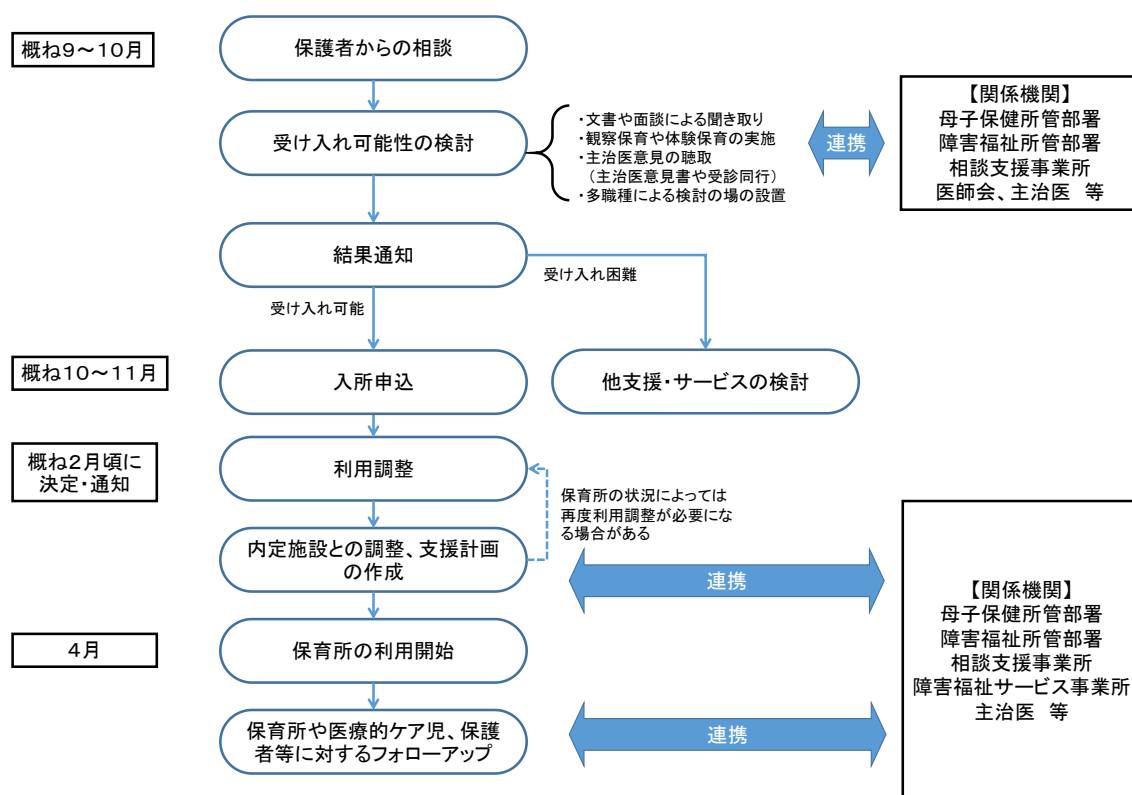 概ね9～10月
保護者からの相談
受け入れ可能性の検討
・文書や面談による聞き取り
・観察保育や体験保育の実施
・主治医意見の聴取
（主治医意見書や受診同行）
・多職種による検討の場の設置
連携
【関係機関】
母子保健所管部署
障害福祉所管部署
相談支援事業所
医師会、主治医　等
結果通知
受け入れ困難
受け入れ可能
概ね10～11月
入所申込
他支援・サービスの検討
概ね2月頃に
決定・通知
利用調整
保育所の状況によっては
再度利用調整が必要にな
る場合がある
内定施設との調整、支援計画
の作成
連携
【関係機関】
母子保健所管部署
障害福祉所管部署
相談支援事業所
障害福祉サービス事業所
主治医　等
4月
保育所の利用開始
保育所や医療的ケア児、保護
者等に対するフォローアップ
連携